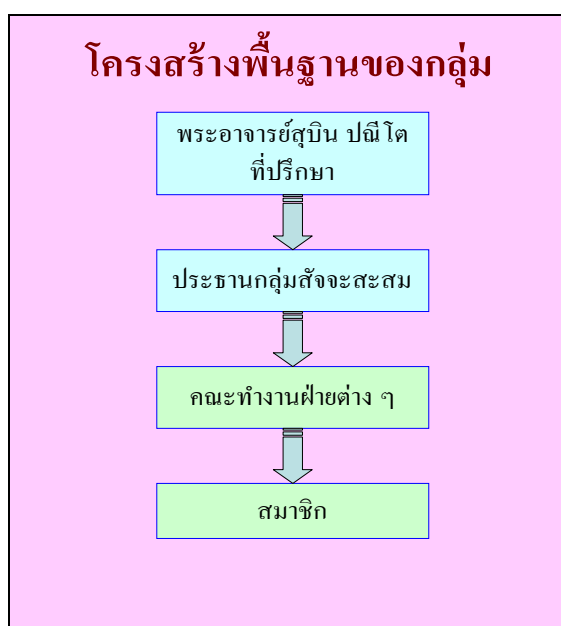 โครงสร้างพื้นฐานของกลุ่ม
พระอาจารย์สุบิน ปณีโต
ที่ปรึกษา
ประธานกลุ่มสัจจะสะสม
คณะทำงานฝ่ายต่าง ๆ
สมาชิก